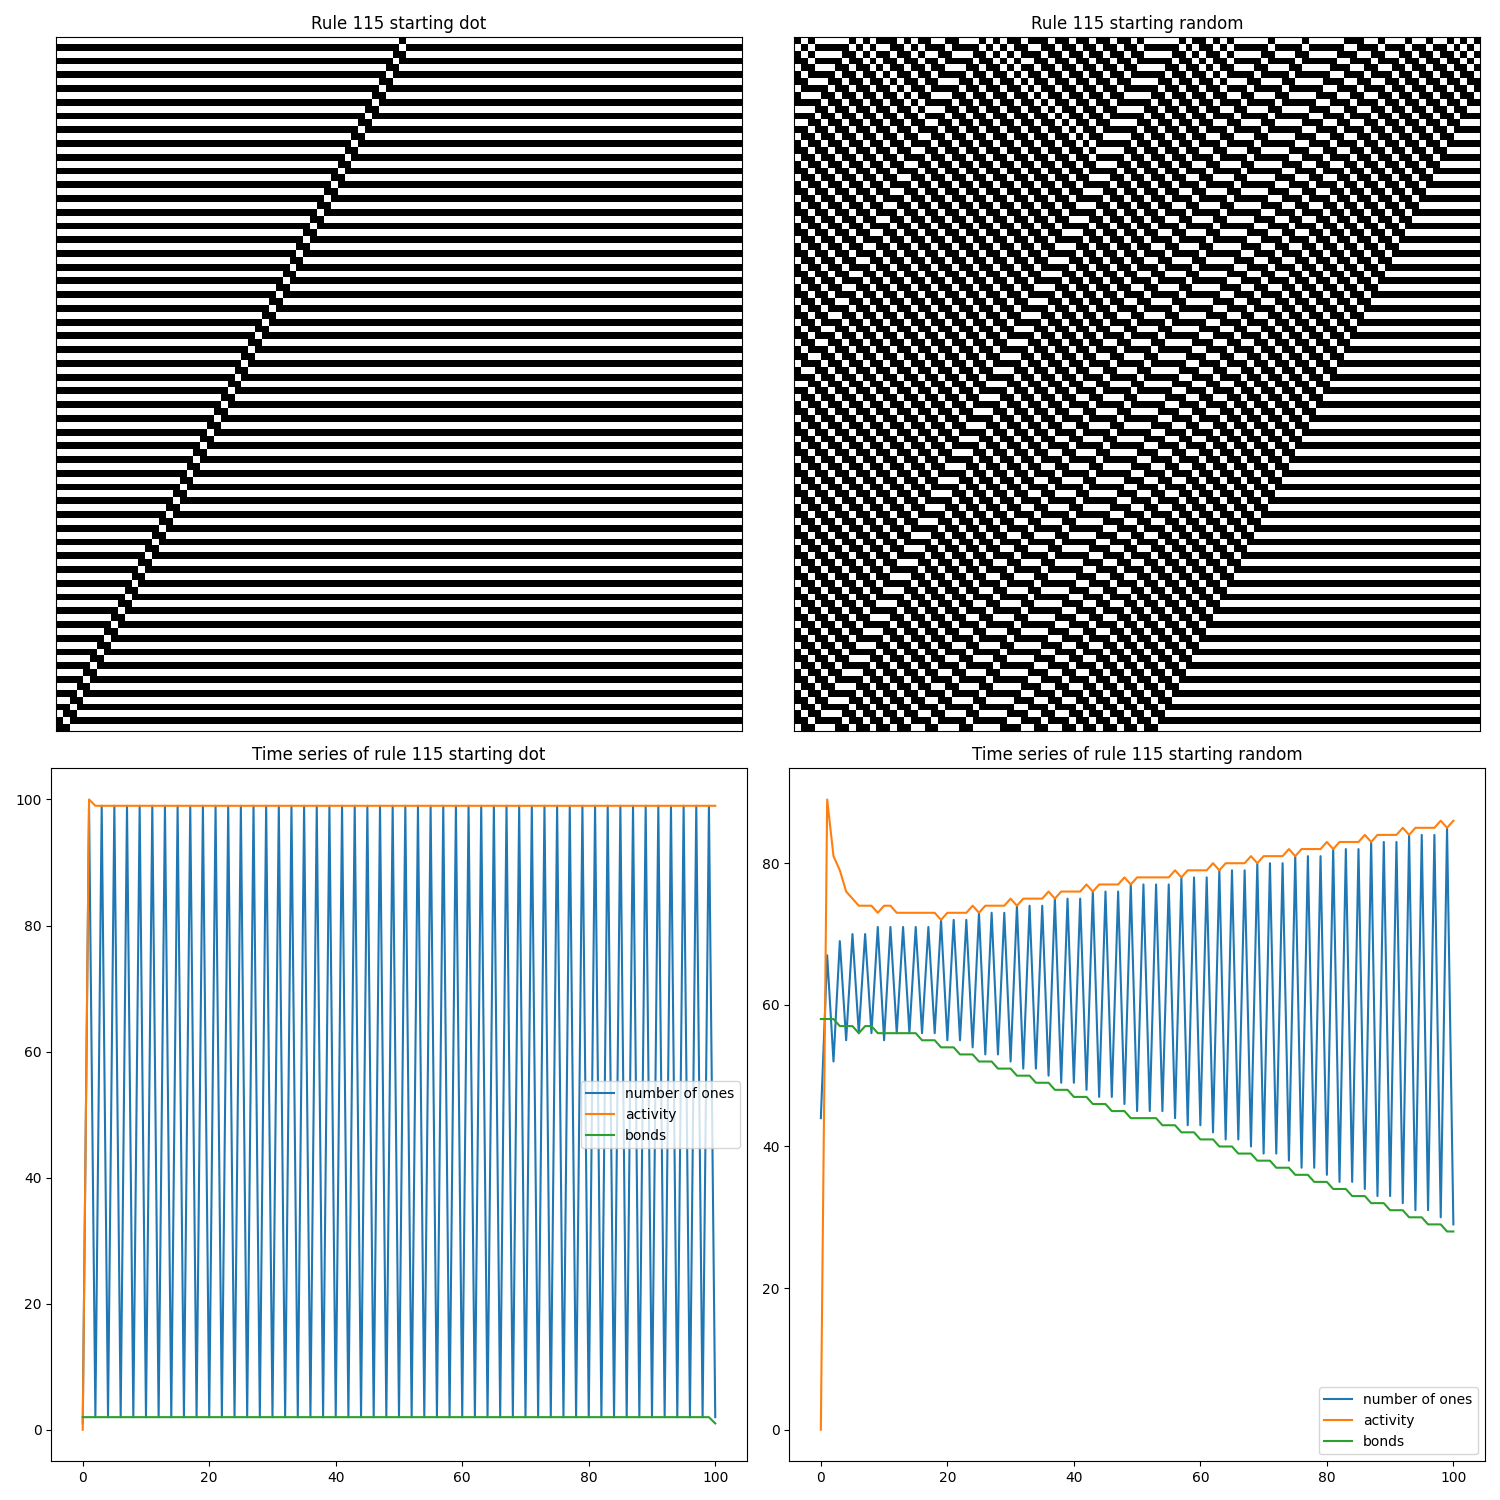 Rule 115 starting dot
Rule 115 starting random
Time series of rule 115 starting dot
100
80
60
40
20
0
0 20 40 60 80 100
number of ones
activity
bonds
Time series of rule 115 starting random
80
60
40
20
0
0 20 40 60 80 100
number of ones
activity
bonds